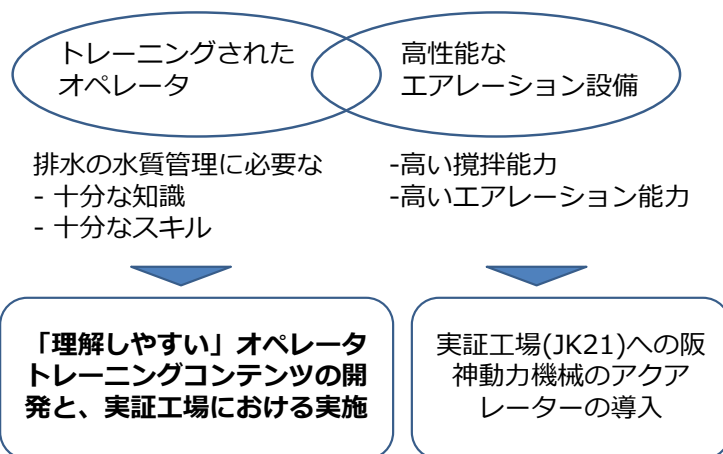 トレーニングされた
オペレータ
高性能な
エアレーション設備
排水の水質管理に必要な
- 十分な知識
- 十分なスキル
-高い撹拌能力
-高いエアレーション能力
「理解しやすい」オペレータ
トレーニングコンテンツの開
発と、実証工場における実施
実証工場(JK21)への阪
神動力機械のアクア
レーターの導入